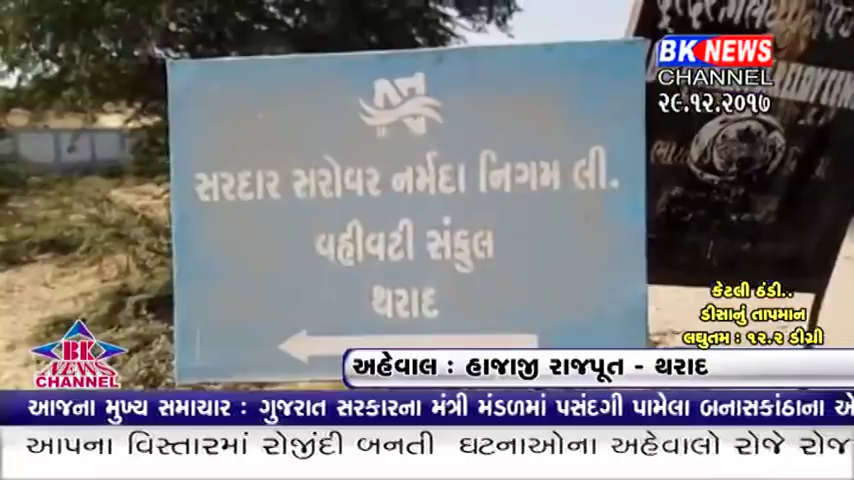 BK NEWS
CHANNEL
૨૯.૧૨.૨૦૧૭
સરદાર સરોવર નર્મદા નિગમ લી.
વહીવટી સંકુલ
થરાદ
કેટલી ઠંડી..
ડીસાનું તાપમાન
લઘુતમ : ૧૨.૨ ડીગ્રી
BK
NEWS
CHANNEL
અહેવાલ : હાજાજી રાજપૂત - થરાદ
આજના મુખ્ય સમાચાર : ગુજરાત સરકારના મંત્રી મંડળમાં પસંદગી પામેલા બનાસકાંઠાના
આપના વિસ્તારમાં રોજીંદી બનતી ઘટનાઓના અહેવાલો રોજે રોજ